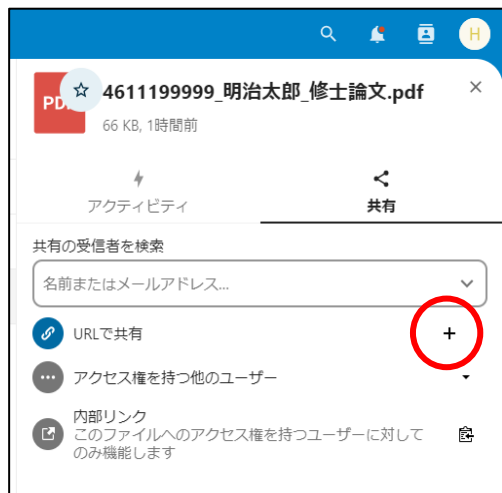 H
PDF
4611199999_明治太郎_修士論文.pdf
66 KB, 1時間前
アクティビティ
共有
共有の受信者を検索
名前またはメールアドレス...
URLで共有
アクセス権を持つ他のユーザー
内部リンク
このファイルへのアクセス権を持つユーザーに対して
のみ機能します